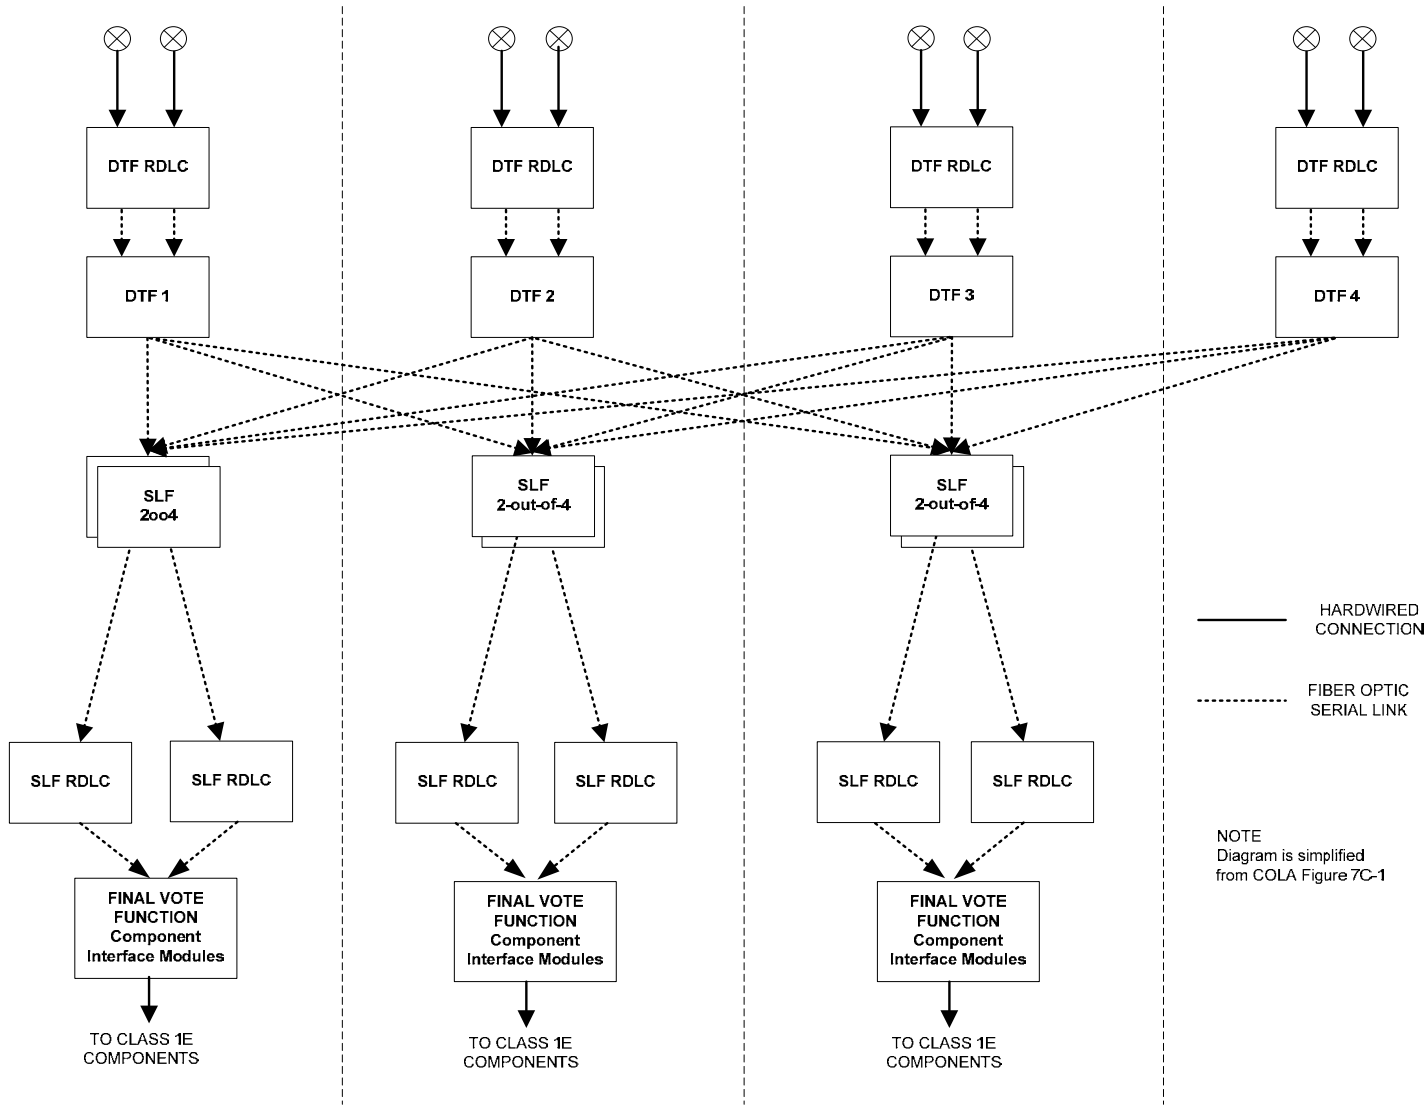 DTF RDLC
DTF RDLC
DTF RDLC
DTF RDLC
DTF 1
DTF 2
DTF 3
DTF 4
SLF
2oo4
SLF
2-out-of-4
SLF
2-out-of-4
HARDWIRED
CONNECTION
FIBER OPTIC
SERIAL LINK
SLF RDLC
SLF RDLC
SLF RDLC
SLF RDLC
SLF RDLC
SLF RDLC
NOTE
Diagram is simplified
from COLA Figure 7C-1
FINAL VOTE
FUNCTION
Component
Interface Modules
FINAL VOTE
FUNCTION
Component
Interface Modules
FINAL VOTE
FUNCTION
Component
Interface Modules
TO CLASS 1E
COMPONENTS
TO CLASS 1E
COMPONENTS
TO CLASS 1E
COMPONENTS